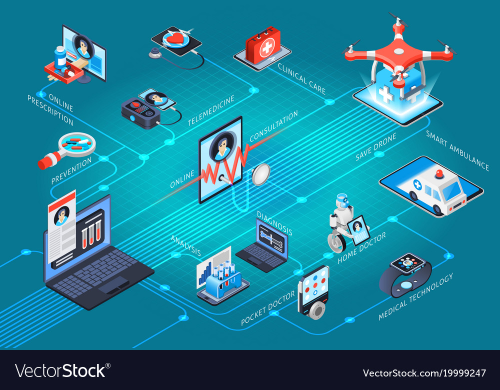 ONLINE
PRESCRIPTION
TELEMEDICINE
CLINICAL CARE
CONSULTATION
SAVE DRONE
SMART AMBULANCE
PREVENTION
ONLINE
DIAGNOSIS
ANALYSIS
HOME DOCTOR
POCKET DOCTOR
MEDICAL TECHNOLOGY
VectorStock®
VectorStock.com/19999247